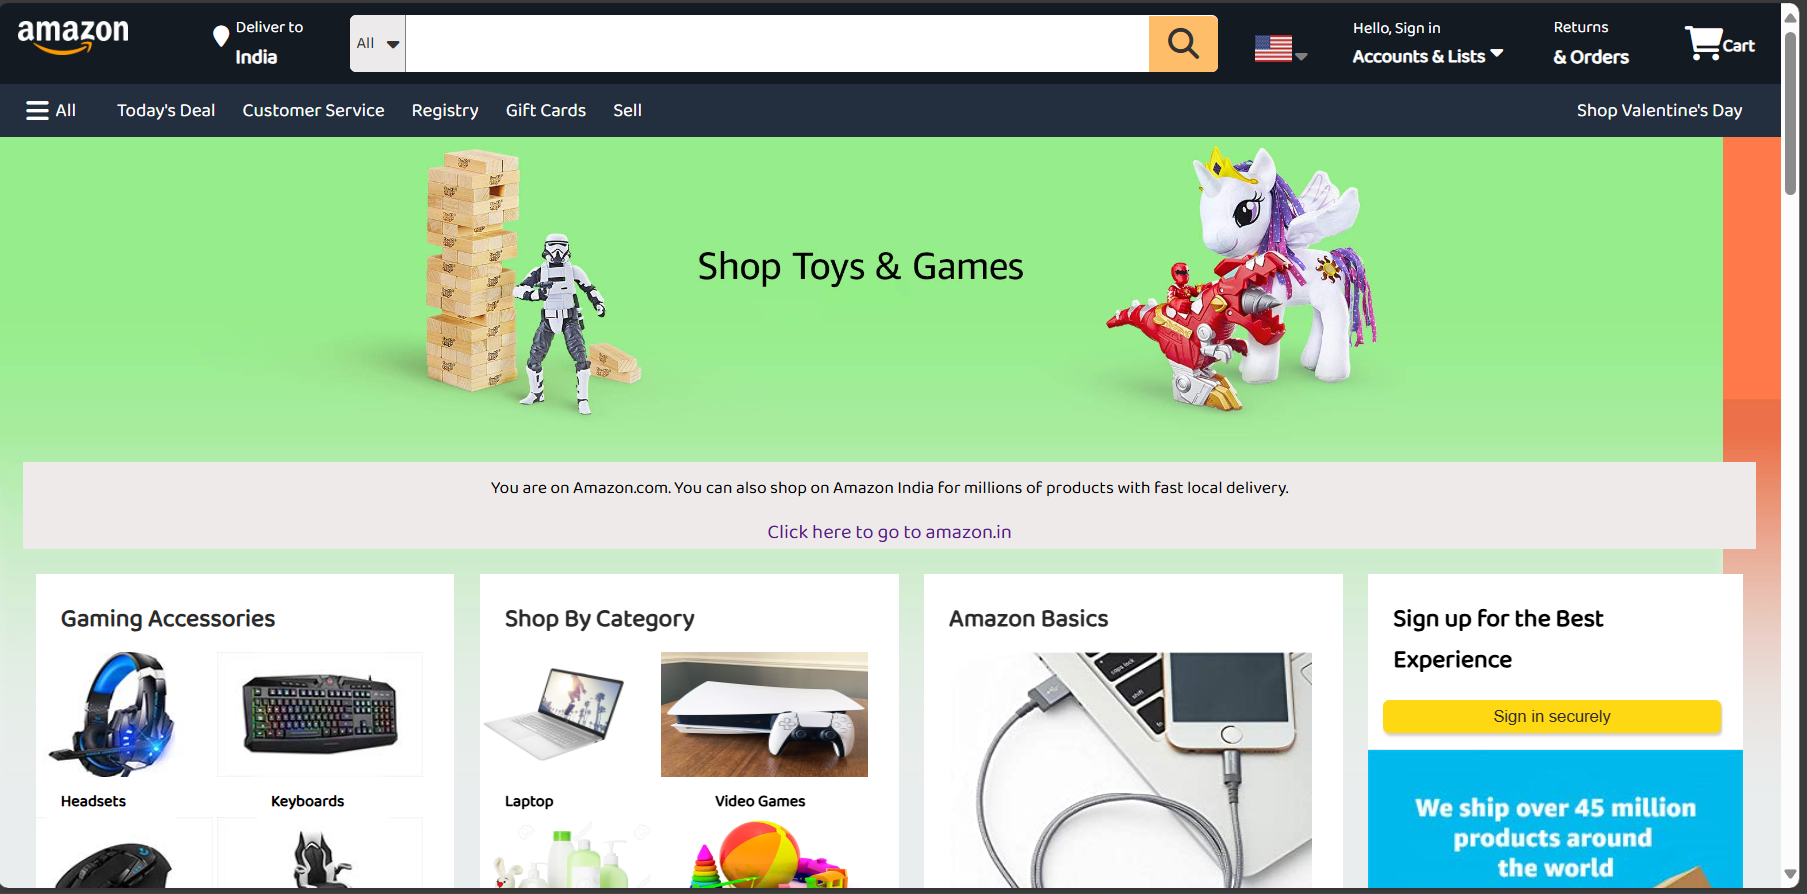 amazon
Deliver to
India
All
Hello, Sign in
Accounts & Lists
Returns
& Orders
Cart
All
Today's Deal
Customer Service
Registry
Gift Cards
Sell
Shop Valentine's Day
Shop Toys & Games
You are on Amazon.com. You can also shop on Amazon India for millions of products with fast local delivery.
Click here to go to amazon.in
Gaming Accessories
Headsets
Keyboards
Shop By Category
Laptop
Video Games
Amazon Basics
caps lock
shift
fn
Sign up for the Best
Experience
Sign in securely
We ship over 45 million
products around
the world